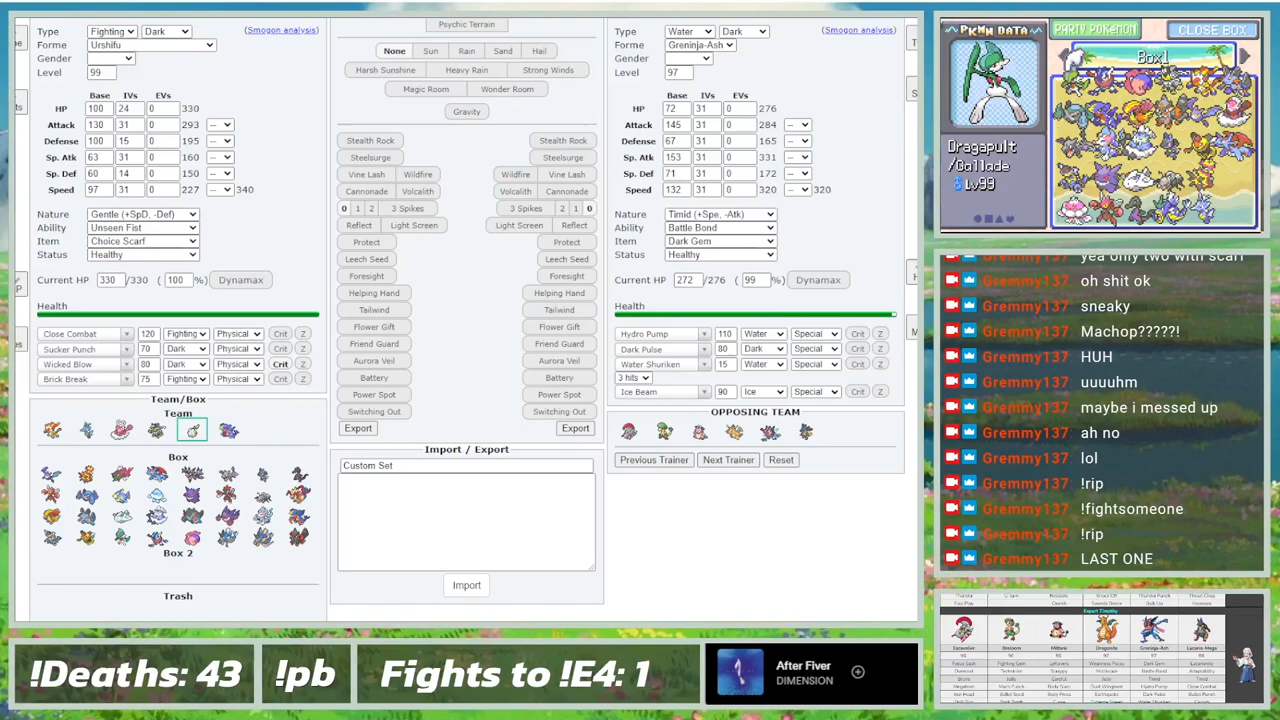 Type Fighting Dark (Smogon analysis)
Forme Urshifu
Gender
Level 99
Base IVs EVs
HP 100 24 0 330
Attack 130 31 0 293 --
Defense 100 15 0 195 --
Sp. Atk 63 31 0 160 --
Sp. Def 60 14 0 150 --
Speed 97 31 0 227 -- 340
Nature Gentle (+SpD, -Def)
Ability Unseen Fist
Item Choice Scarf
Status Healthy
Current HP 330 /330 ( 100 %) Dynamax
Health
Close Combat 120 Fighting Physical Crit Z
Sucker Punch 70 Dark Physical Crit Z
Wicked Blow 80 Dark Physical Crit Z
Brick Break 75 Fighting Physical Crit Z
Team/Box
Team
Box
Box 2
Trash
Psychic Terrain
None Sun Rain Sand Hail
Harsh Sunshine Heavy Rain Strong Winds
Magic Room Wonder Room
Gravity
Stealth Rock Stealth Rock
Steelsurge Steelsurge
Vine Lash Wildfire Wildfire Vine Lash
Cannonade Volcalith Volcalith Cannonade
0 1 2 3 Spikes 3 Spikes 2 1 0
Reflect Light Screen Light Screen Reflect
Protect Protect
Leech Seed Leech Seed
Foresight Foresight
Helping Hand Helping Hand
Tailwind Tailwind
Flower Gift Flower Gift
Friend Guard Friend Guard
Aurora Veil Aurora Veil
Battery Battery
Power Spot Power Spot
Switching Out Switching Out
Export Export
Import / Export
Custom Set
Import
Type Water Dark (Smogon analysis)
Forme Greninja-Ash
Gender
Level 97
Base IVs EVs
HP 72 31 0 276
Attack 145 31 0 284 --
Defense 67 31 0 165 --
Sp. Atk 153 31 0 331 --
Sp. Def 71 31 0 172 --
Speed 132 31 0 320 -- 320
Nature Timid (+Spe, -Atk)
Ability Battle Bond
Item Dark Gem
Status Healthy
Current HP 272 /276 ( 99 %) Dynamax
Health
Hydro Pump 110 Water Special Crit Z
Dark Pulse 80 Dark Special Crit Z
Water Shuriken 15 Water Special Crit Z
3 hits
Ice Beam 90 Ice Special Crit Z
OPPOSING TEAM
Previous Trainer Next Trainer Reset
PKMN DATA PARTY POKéMON CLOSE BOX
Box1
Dragapult
/Gallade
♂ Lv99
yea only two with scarf
Gremmy137 oh shit ok
Gremmy137 sneaky
Gremmy137 Machop?????!
Gremmy137 HUH
Gremmy137 uuuuhm
Gremmy137 maybe i messed up
Gremmy137 ah no
Gremmy137 lol
Gremmy137 !rip
Gremmy137 !fightsomeone
Gremmy137 !rip
Gremmy137 LAST ONE
Expert Timothy
Escavalier Breloom Miltank Dragonite Greninja-Ash Lucario-Mega
!Deaths: 43 !pb Fight.StoneE4.
After Fiver
DIMENSION